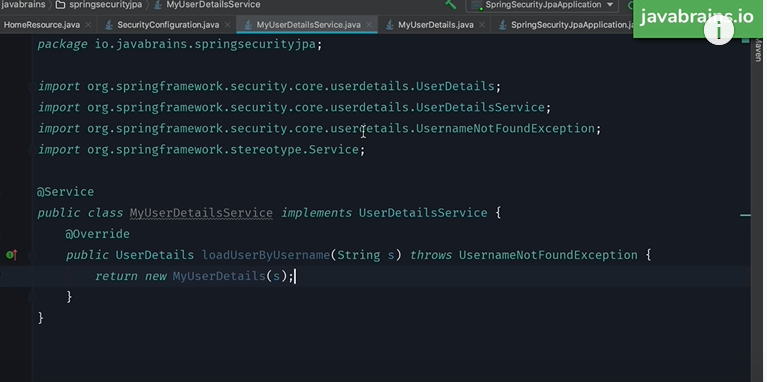 javabrains springsecurityjpa MyUserDetailsService SpringSecurityJpaApplication
javabrains.io
HomeResource.java SecurityConfiguration.java MyUserDetailsService.java MyUserDetails.java SpringSecurityJpaApplication.ja
Maven
package io.javabrains.springsecurityjpa;
import org.springframework.security.core.userdetails.UserDetails;
import org.springframework.security.core.userdetails.UserDetailsService;
import org.springframework.security.core.userdetails.UsernameNotFoundException;
import org.springframework.stereotype.Service;
@Service
public class MyUserDetailsService implements UserDetailsService {
@Override
public UserDetails loadUserByUsername(String s) throws UsernameNotFoundException {
return new MyUserDetails(s);
}
}